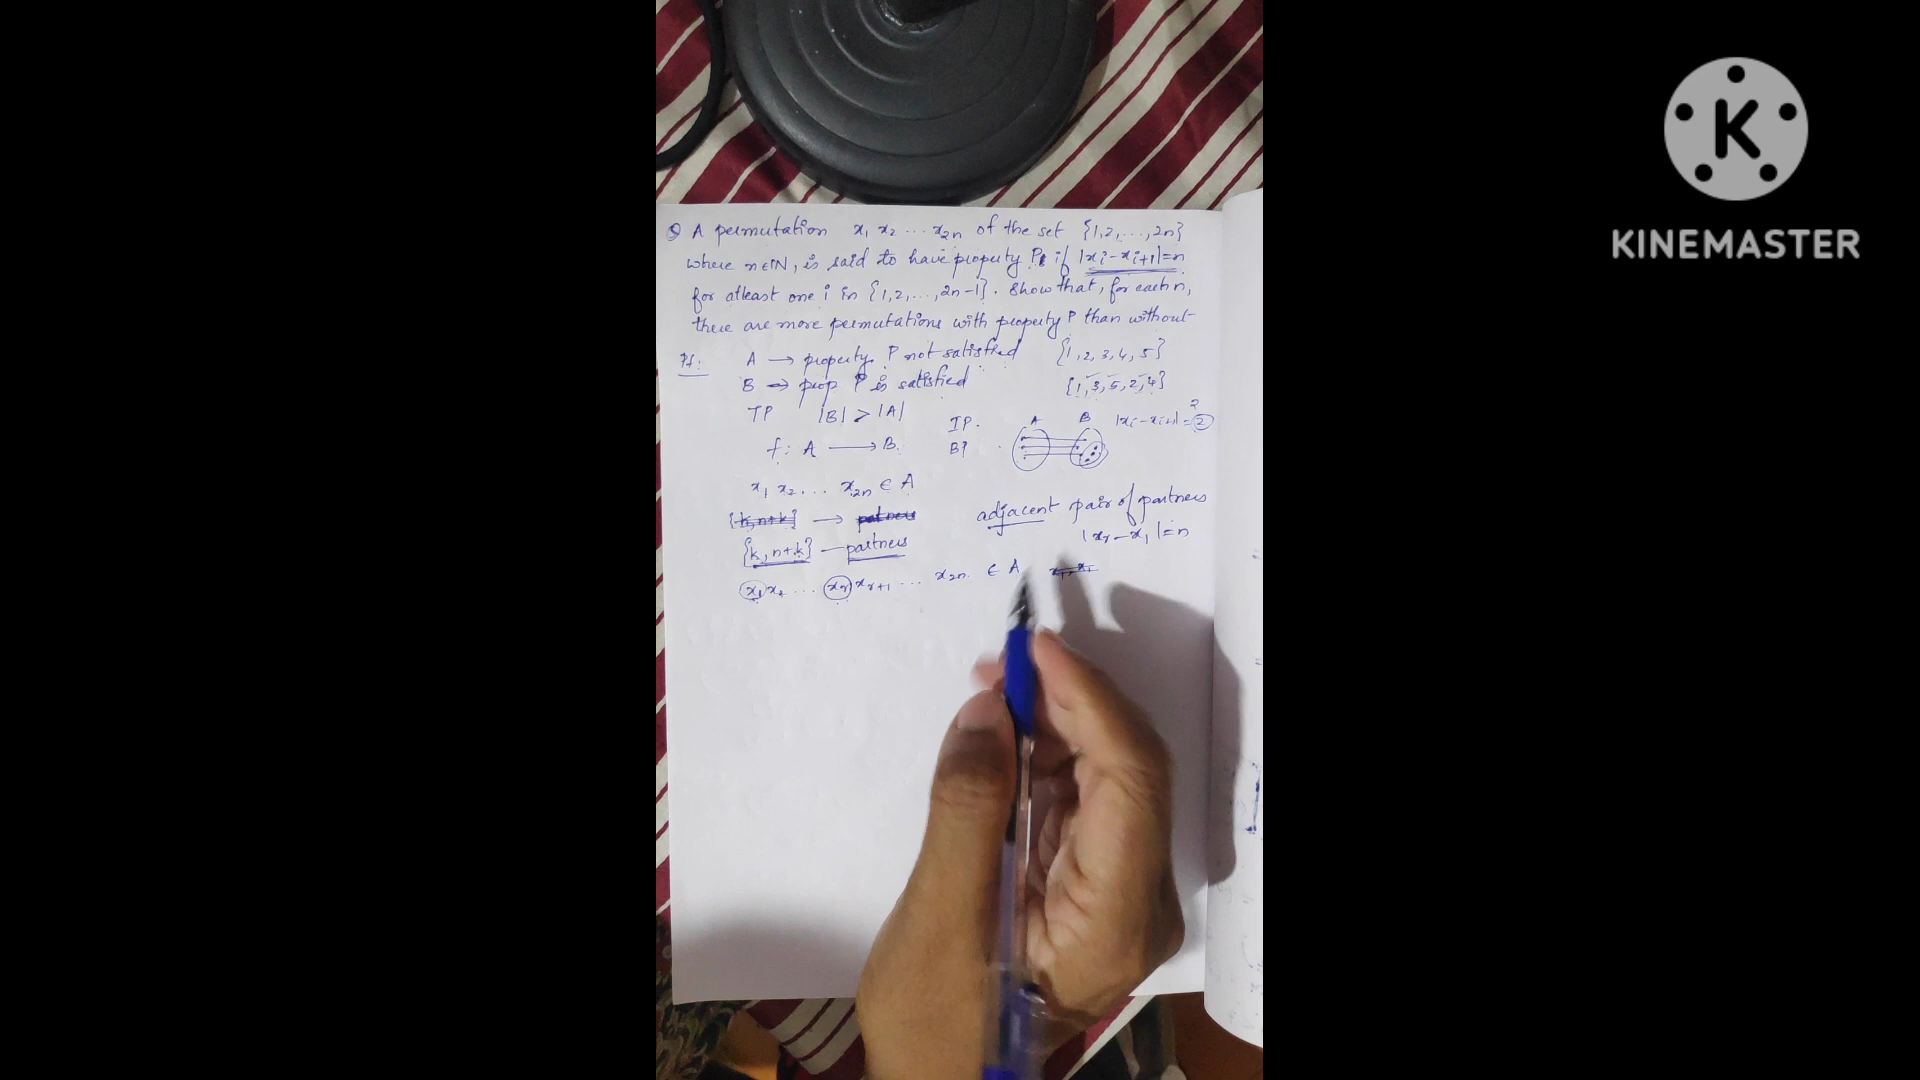 Q A permutation x₁ x₂ ... x₂ₙ of the set {1,2,...,2n}
where n∈ℕ, is said to have property P if |xᵢ-xᵢ₊₁|=n
for atleast one i in {1,2,...,2n-1}. Show that, for each n,
there are more permutations with property P than without
Pf: A → property P not satisfied {1,2,3,4,5}
B → prop P is satisfied {1,3,5,2,4}
TP |B| > |A| IP. A B |xᵢ-xᵢ₊₁|=2 2
f: A → B. BP
x₁ x₂ ... x₂ₙ ∈ A
adjacent pair of partners
{k, n+k} → partners
|xᵣ-x₁|=n
{k, n+k} – partners
x₁ x₂ ... xᵣ xᵣ₊₁ ... x₂ₙ ∈ A
K
KINEMASTER